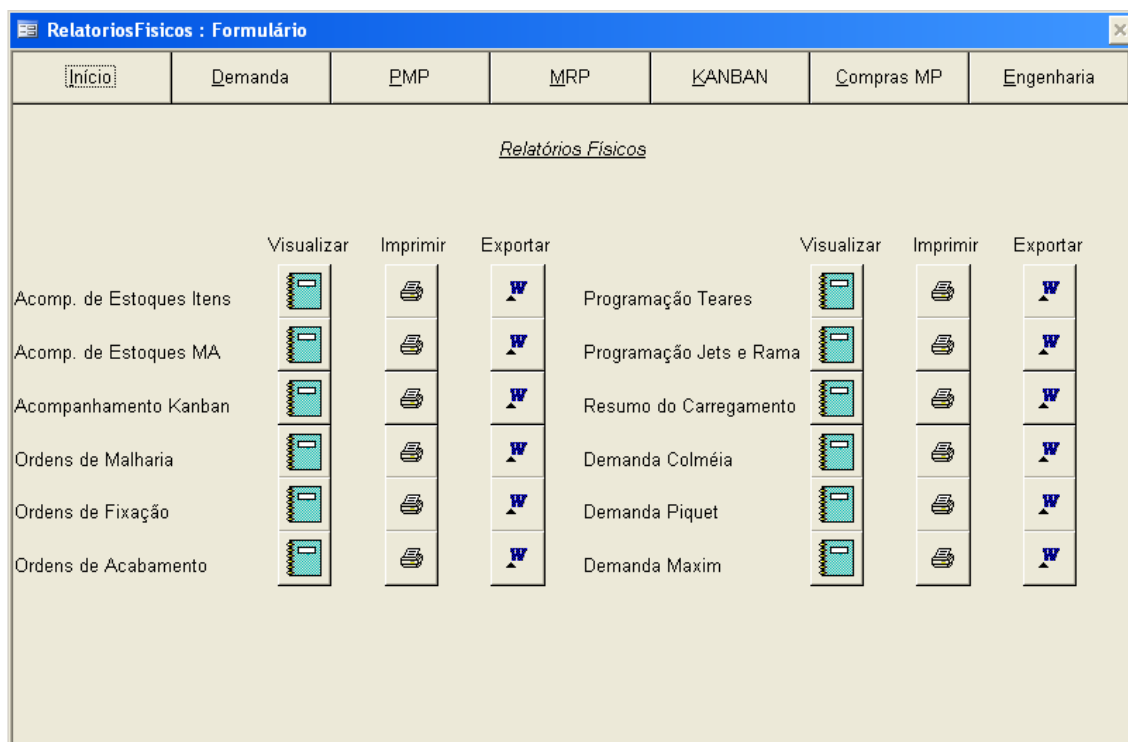 RelatoriosFisicos : Formulário
Início Demanda PMP MRP KANBAN Compras MP Engenharia
Relatórios Físicos
Visualizar Imprimir Exportar Visualizar Imprimir Exportar
Acomp. de Estoques Itens W Programação Teares W
Acomp. de Estoques MA W Programação Jets e Rama W
Acompanhamento Kanban W Resumo do Carregamento W
Ordens de Malharia W Demanda Colméia W
Ordens de Fixação W Demanda Piquet W
Ordens de Acabamento W Demanda Maxim W